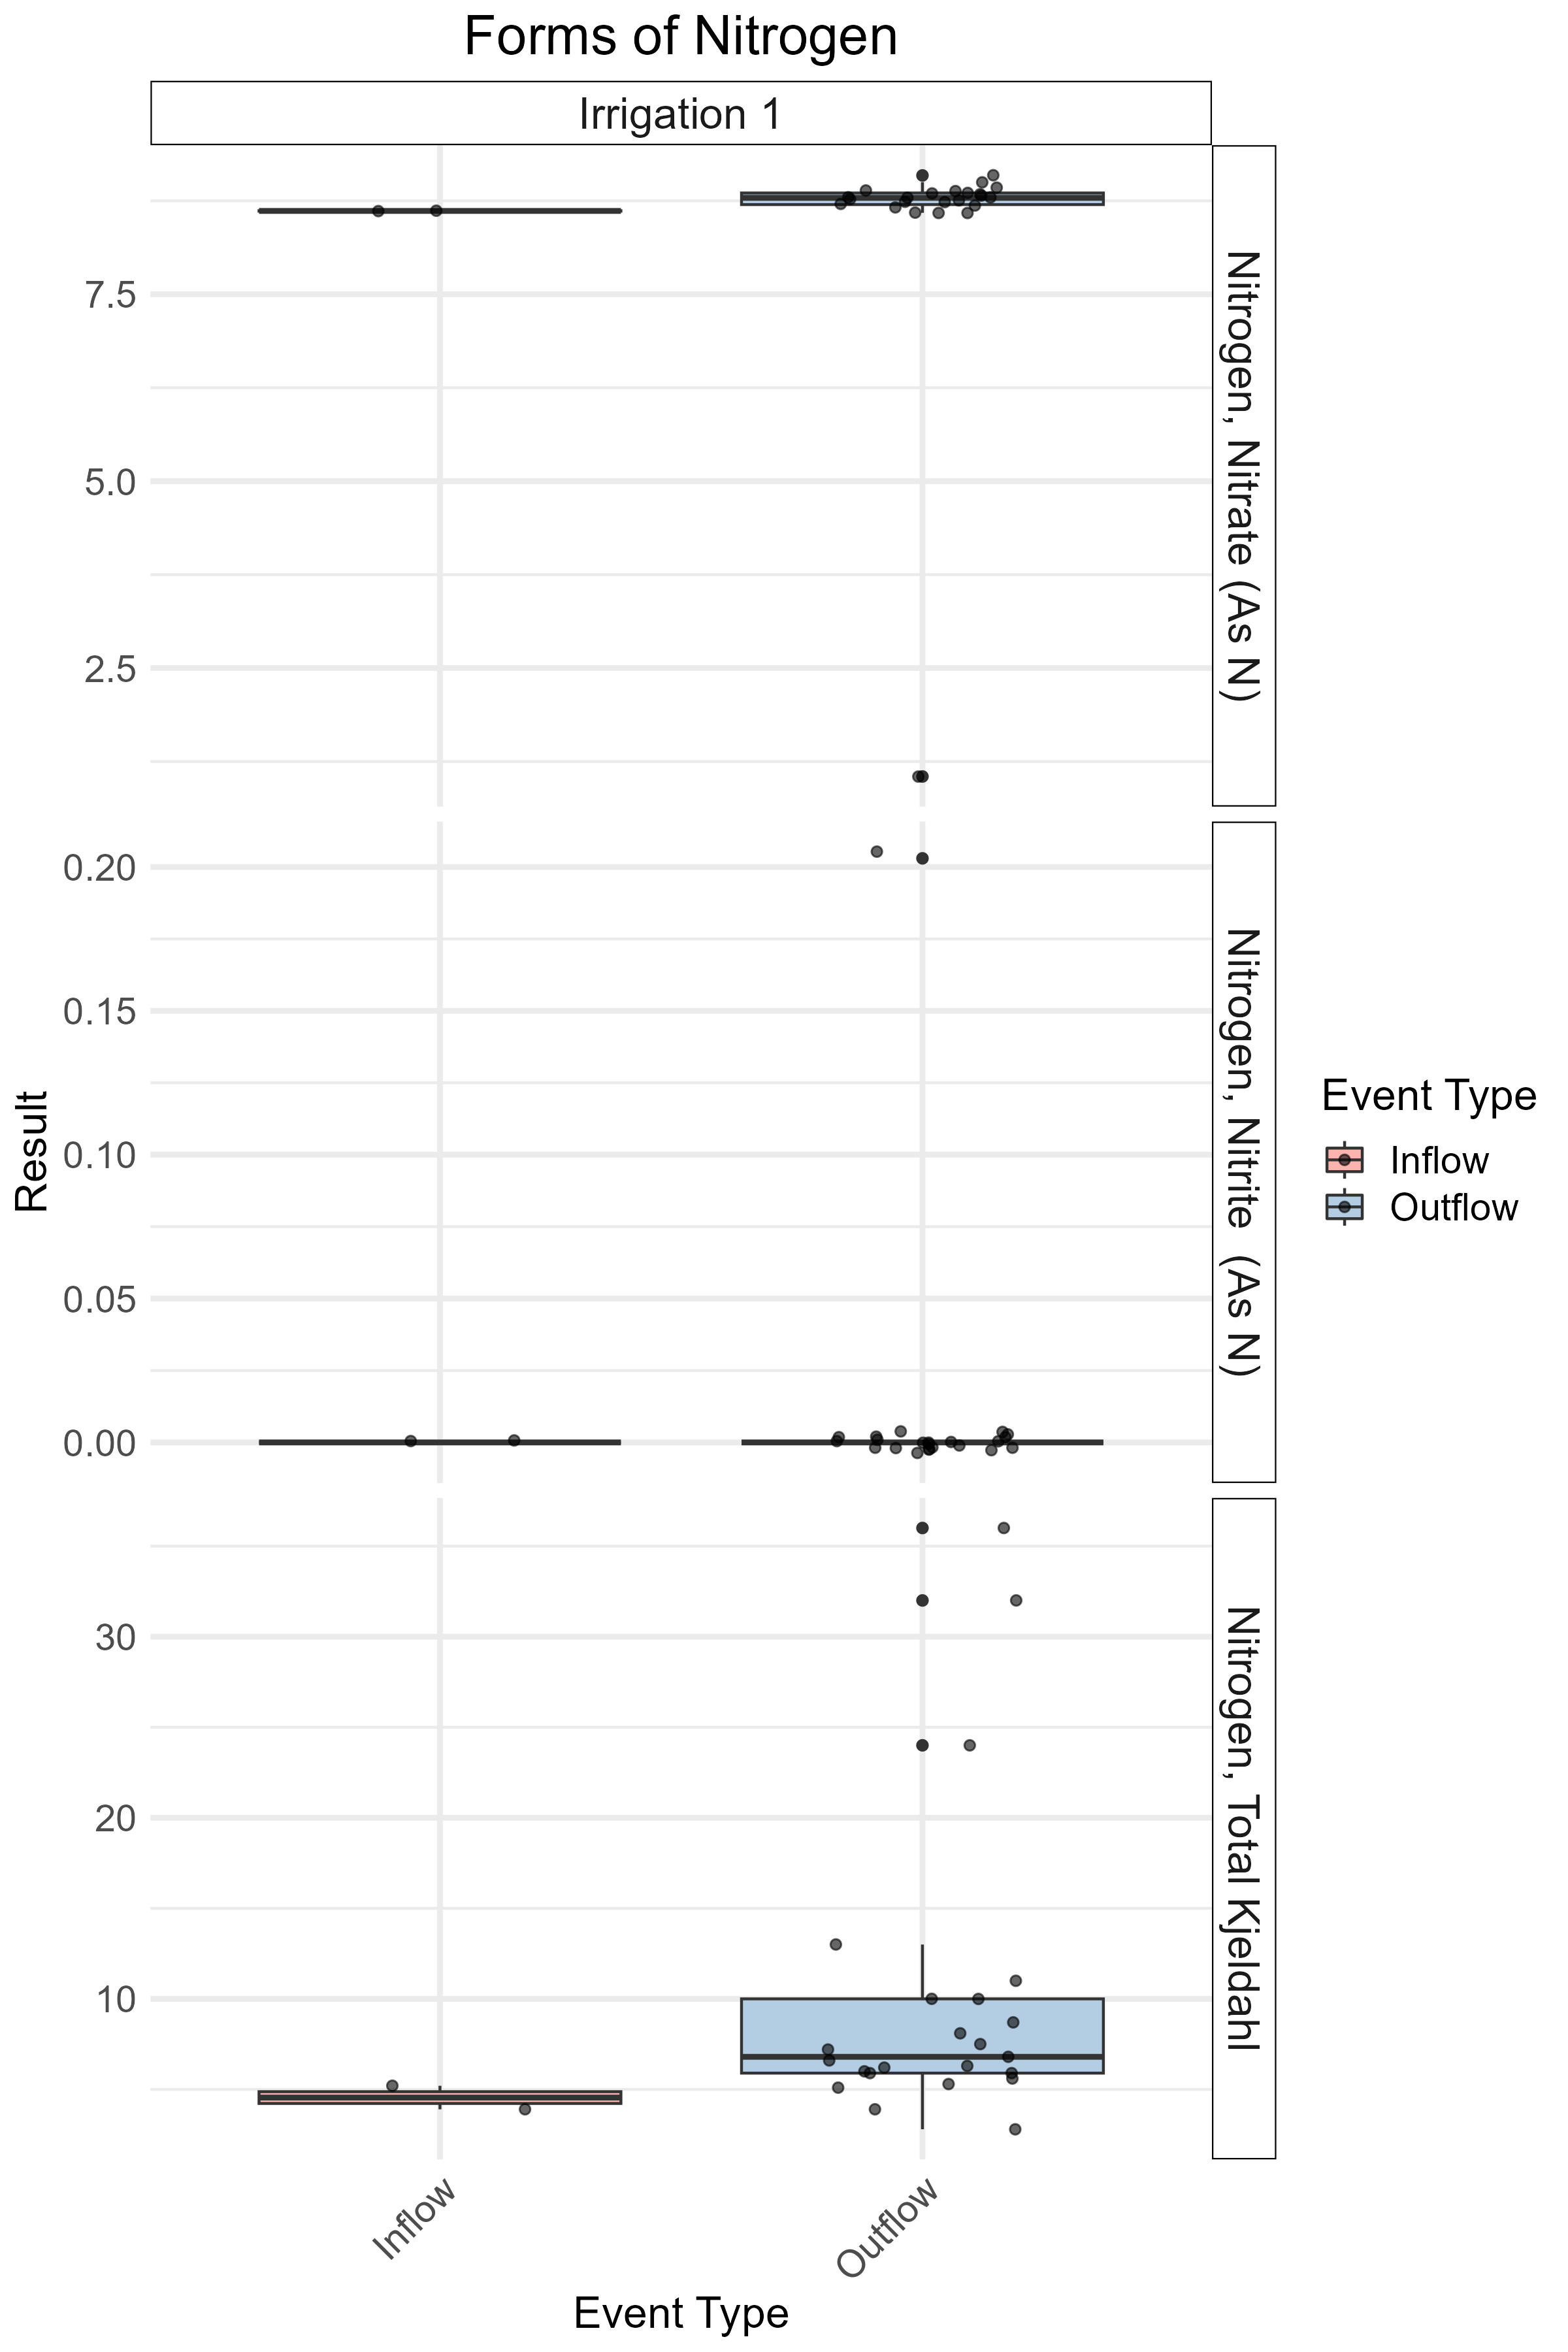 Forms of Nitrogen
Irrigation 1
7.5
5.0
2.5
Nitrogen, Nitrate (As N)
0.20
0.15
0.10
0.05
0.00
Nitrogen, Nitrite  (As N)
30
20
10
Nitrogen, Total Kjeldahl
Result
Inflow
Outflow
Event Type
Event Type
Inflow
Outflow